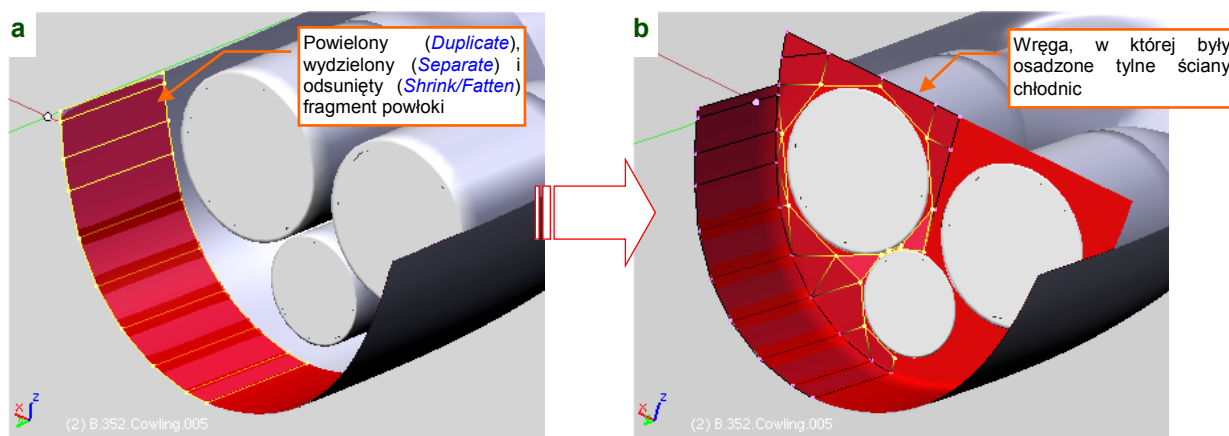 a
Powielony (Duplicate),
wydzielony (Separate) i
odsunięty (Shrink/Fatten)
fragment powłoki
x
z
(2) B.352.Cowling.005
b
Wręga, w której były
osadzone tylne ściany
chłodnic
x
z
(2) B.352.Cowling.005